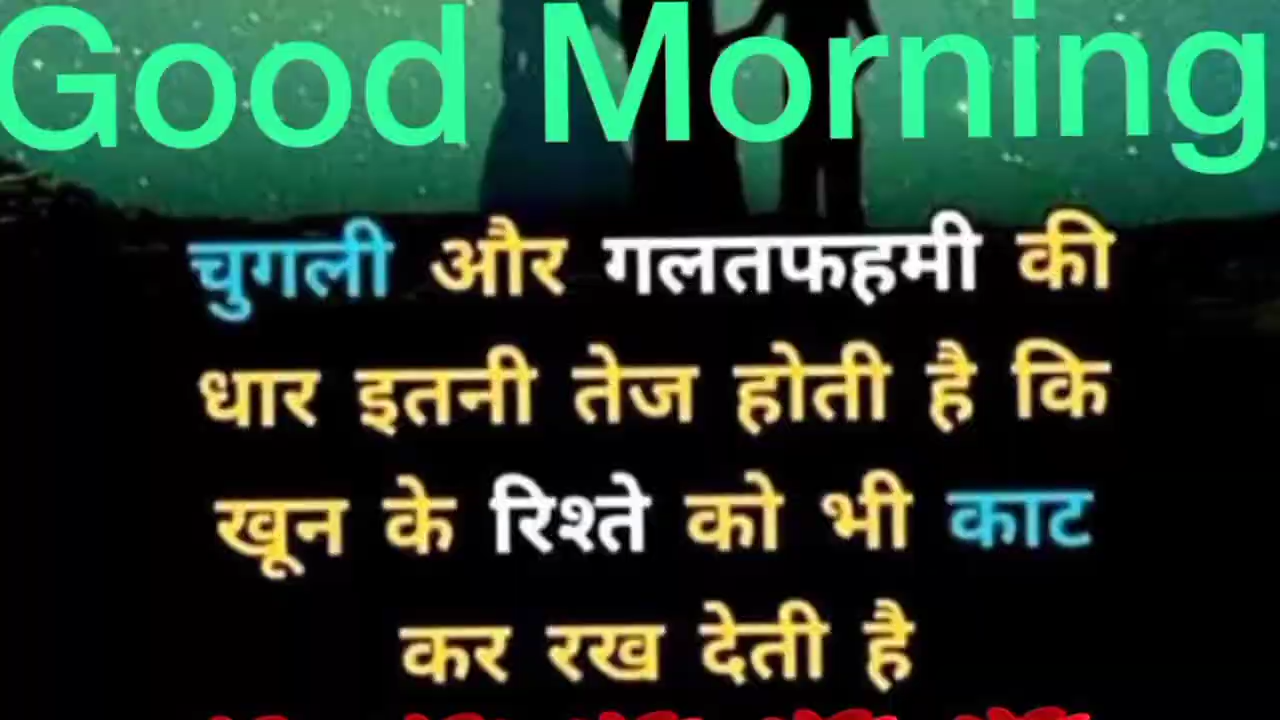 Good Morning
चुगली और गलतफहमी की
धार इतनी तेज होती है कि
खून के रिश्ते को भी काट
कर रख देती है